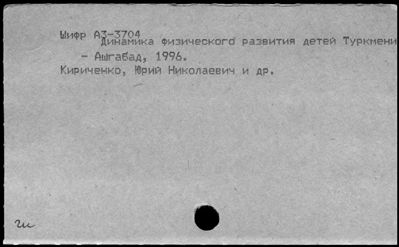 Шифр А3-3704
Динамика физического развития детей Туркмени
- Ашгабад, 1996.
Кириченко, Юрий Николаевич и др.